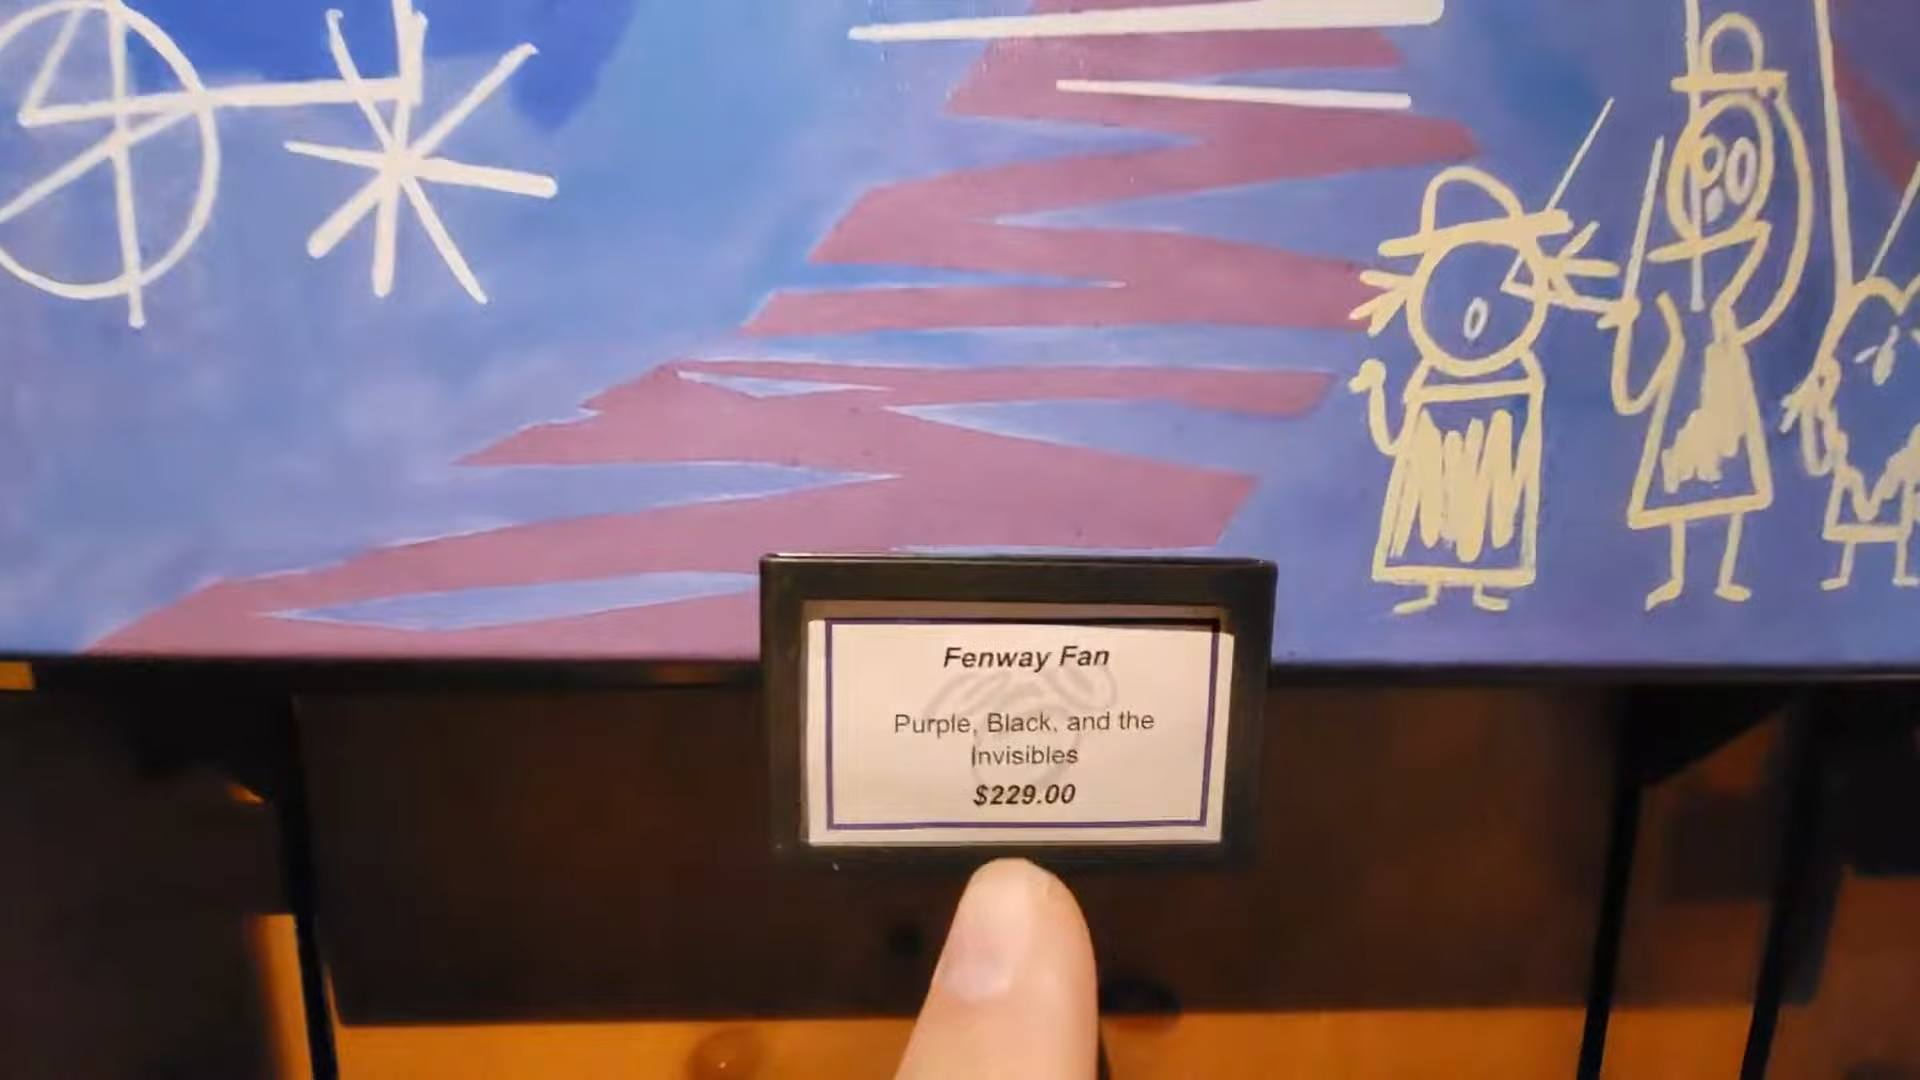 Fenway Fan
Purple, Black, and the
Invisibles
$229.00